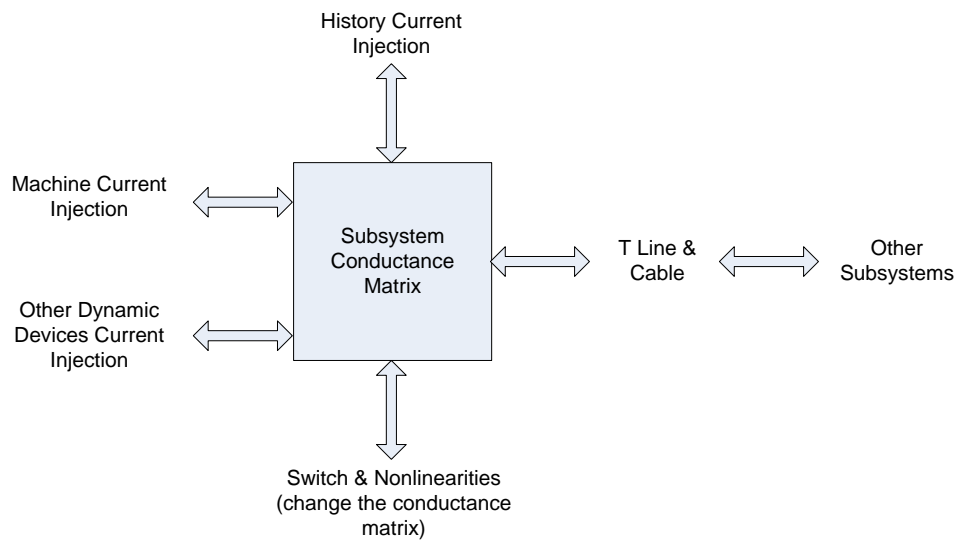 History Current
Injection
Machine Current
Injection
Subsystem
Conductance
Matrix
T Line &
Cable
Other
Subsystems
Other Dynamic
Devices Current
Injection
Switch & Nonlinearities
(change the conductance
matrix)